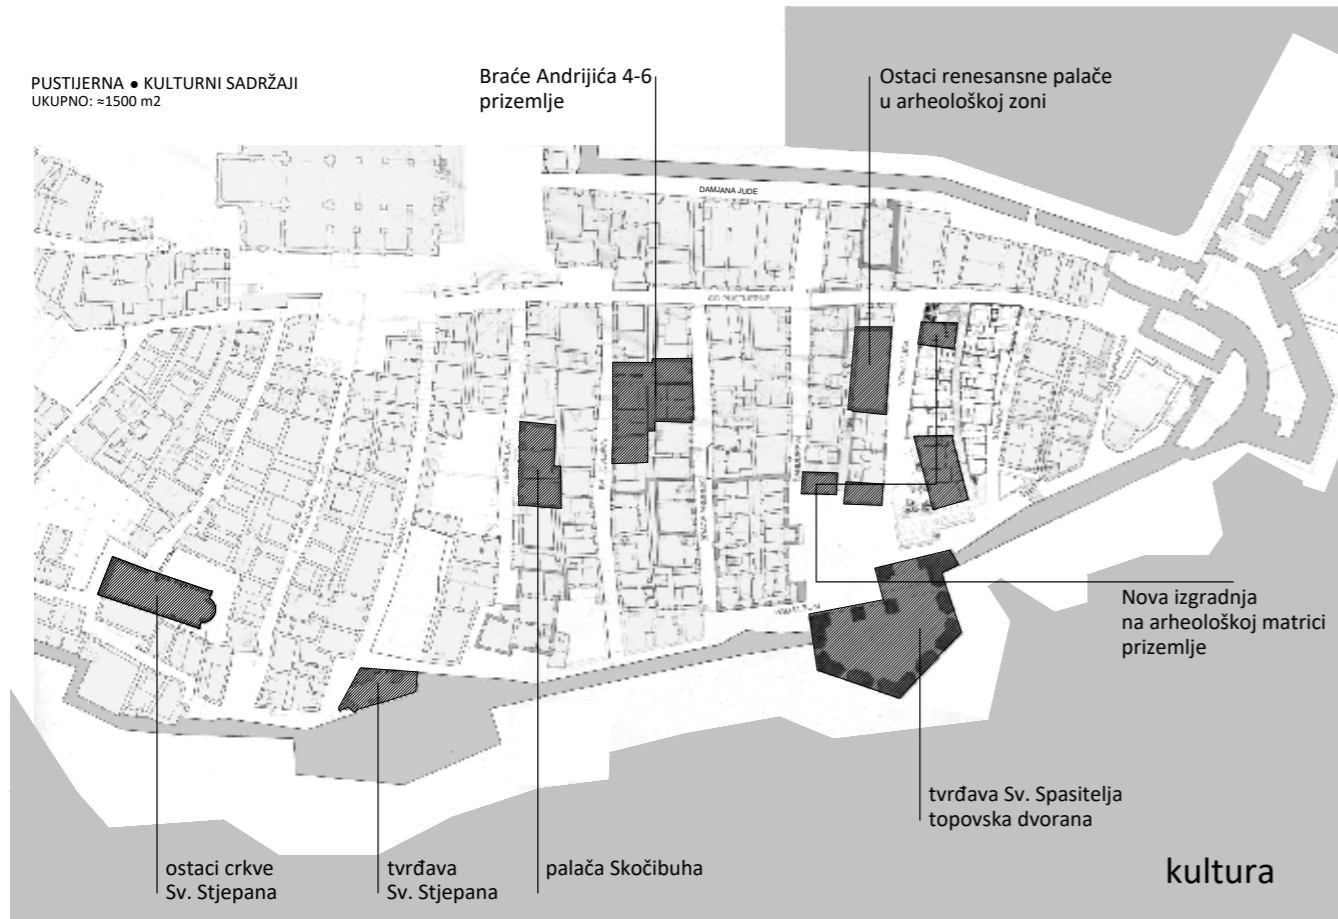 PUSTIJERNA ● KULTURNI SADRŽAJI
UKUPNO: ≈1500 m2
Braće Andrijića 4-6
prizemlje
Ostaci renesansne palače
u arheološkoj zoni
DAMJANA JUDE
Nova izgradnja
na arheološkoj matrici
prizemlje
tvrđava Sv. Spasitelja
topovska dvorana
ostaci crkve
Sv. Stjepana
tvrđava
Sv. Stjepana
palača Skočibuha
kultura